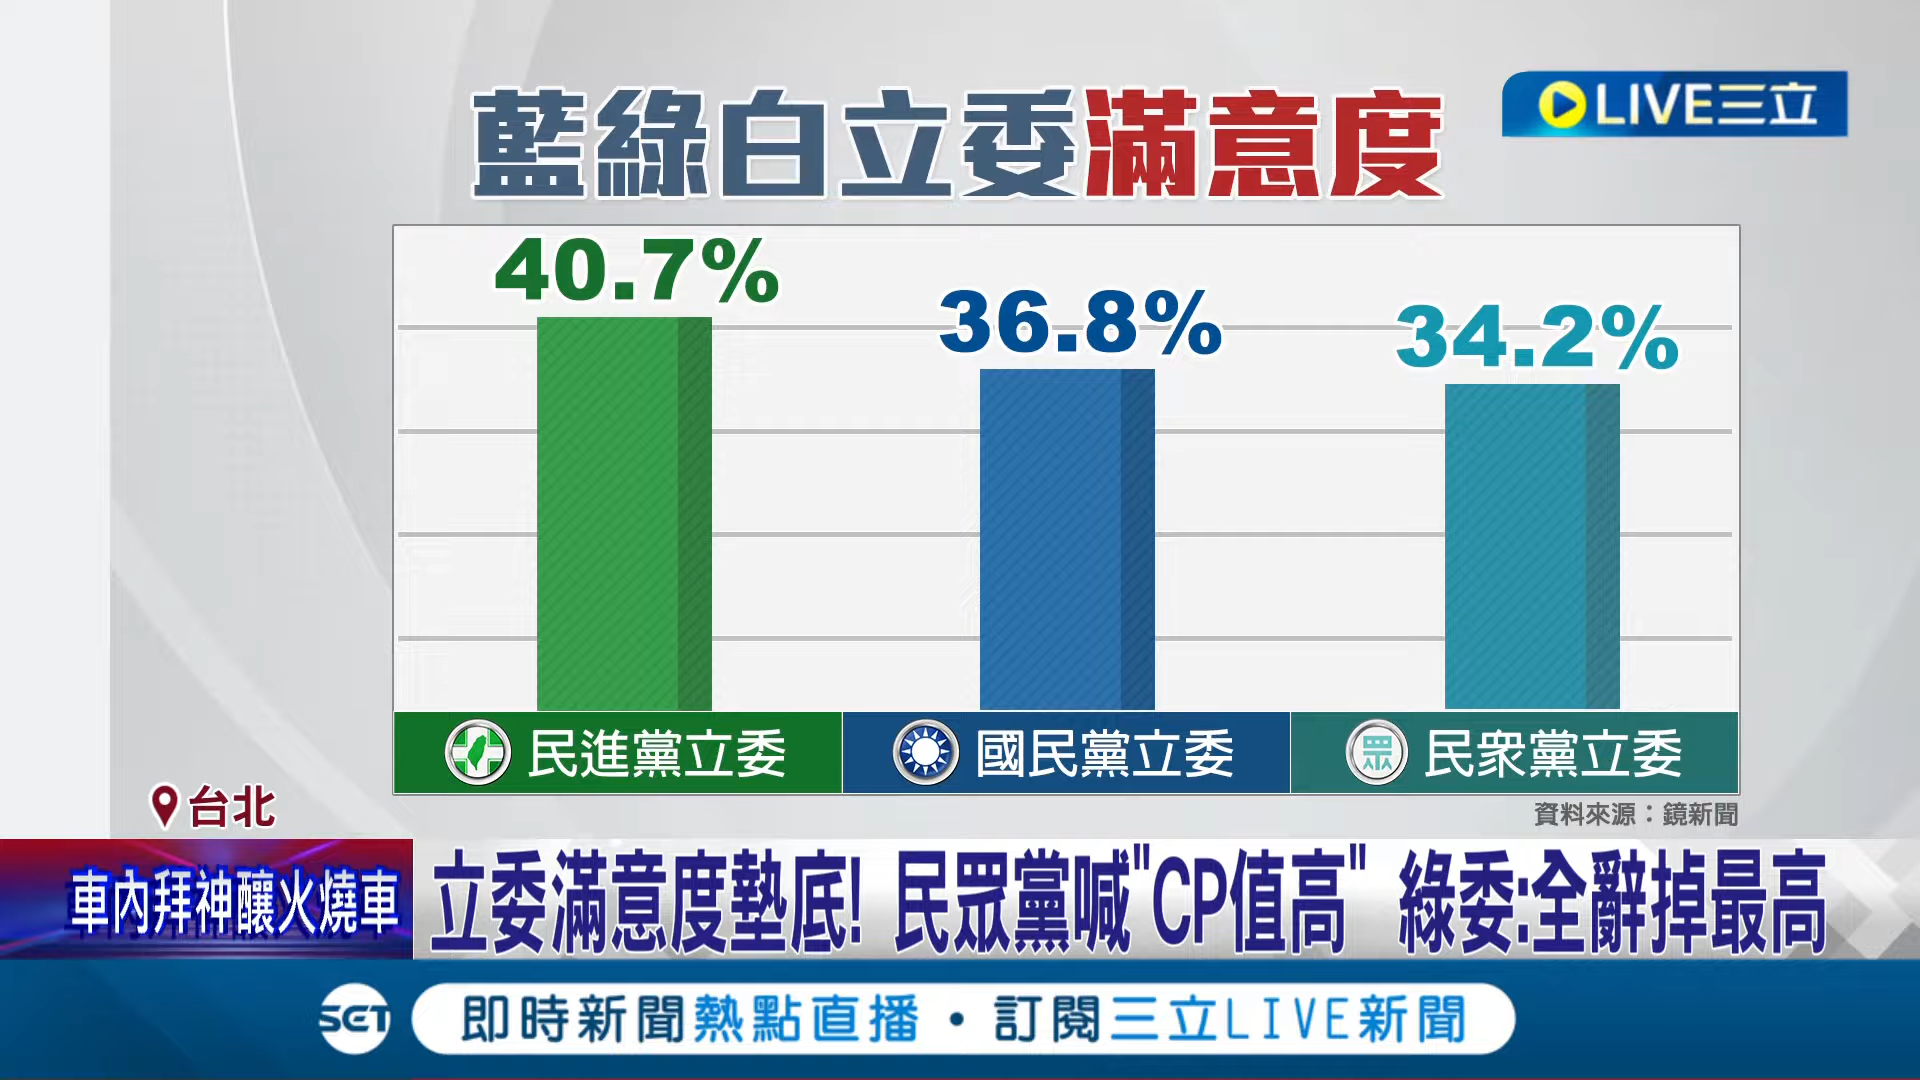 藍綠白立委滿意度
LIVE三立
40.7%
36.8%
34.2%
民進黨立委
國民黨立委
眾
民衆黨立委
資料來源：鏡新聞
台北
車內拜神釀火燒車
立委滿意度墊底! 民眾黨喊"CP值高" 綠委:全辭掉最高
SET
即時新聞熱點直播・訂閱三立LIVE新聞